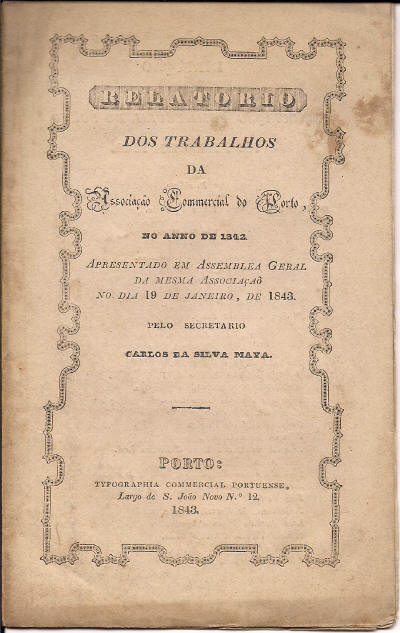 RELATORIO
DOS TRABALHOS
DA
Associação Commercial do Porto,
NO ANNO DE 1842.
APRESENTADO EM ASSEMBLEA GERAL
DA MESMA ASSOCIAÇAÕ
NO DIA 19 DE JANEIRO, DE 1843.
PELO SECRETARIO
CARLOS DA SILVA MAYA.
PORTO:
TYPOGRAPHIA COMMERCIAL PORTUENSE,
Largo de S. João Novo N.º 12.
1843.